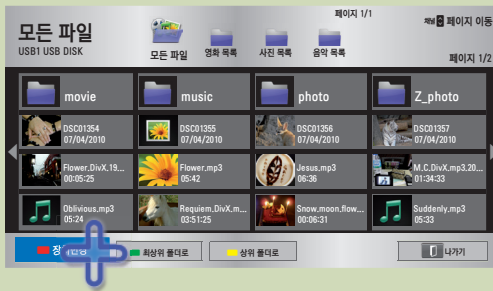 모든 파일
USB1 USB DISK
모든 파일
영화 목록
사진 목록
음악 목록
페이지 1/1
채널 페이지 이동
페이지 1/2
movie
music
photo
Z_photo
DSC01354
07/04/2010
DSC01355
07/04/2010
DSC01356
07/04/2010
DSC01357
07/04/2010
Flower.DivX.19...
00:05:25
Flower.mp3
05:42
Jesus.mp3
06:36
M.C.DivX.mp3.20...
01:34:33
Oblivious.mp3
05:24
Requiem.DivX.m...
03:51:25
Snow.moon.flow...
00:06:31
Suddenly.mp3
05:33
최상위 폴더로
상위 폴더로
나가기